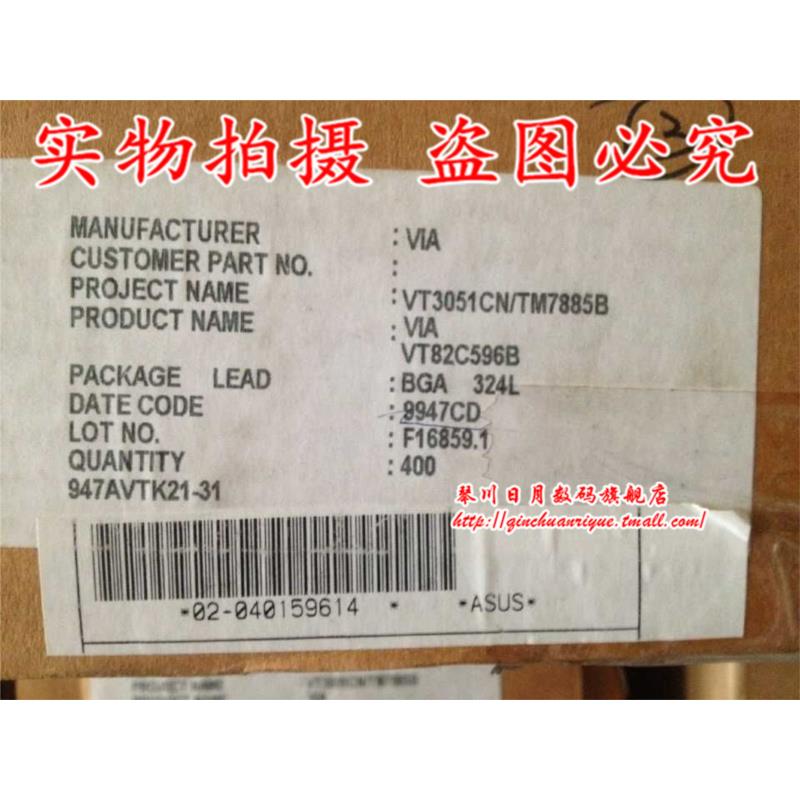 实物拍摄 盗图必究
MANUFACTURER : VIA
CUSTOMER PART NO. :
PROJECT NAME : VT3051CN/TM7885B
PRODUCT NAME : VIA
VT82C596B
PACKAGE LEAD : BGA 324L
DATE CODE : 9947CD
LOT NO. : F16859.1
QUANTITY : 400
947AVTK21-31
琴川日月数码旗舰店
http://qinchuanriyue.tmall.com/
*02-040159614 * *ASUS*
PROJECT NAME